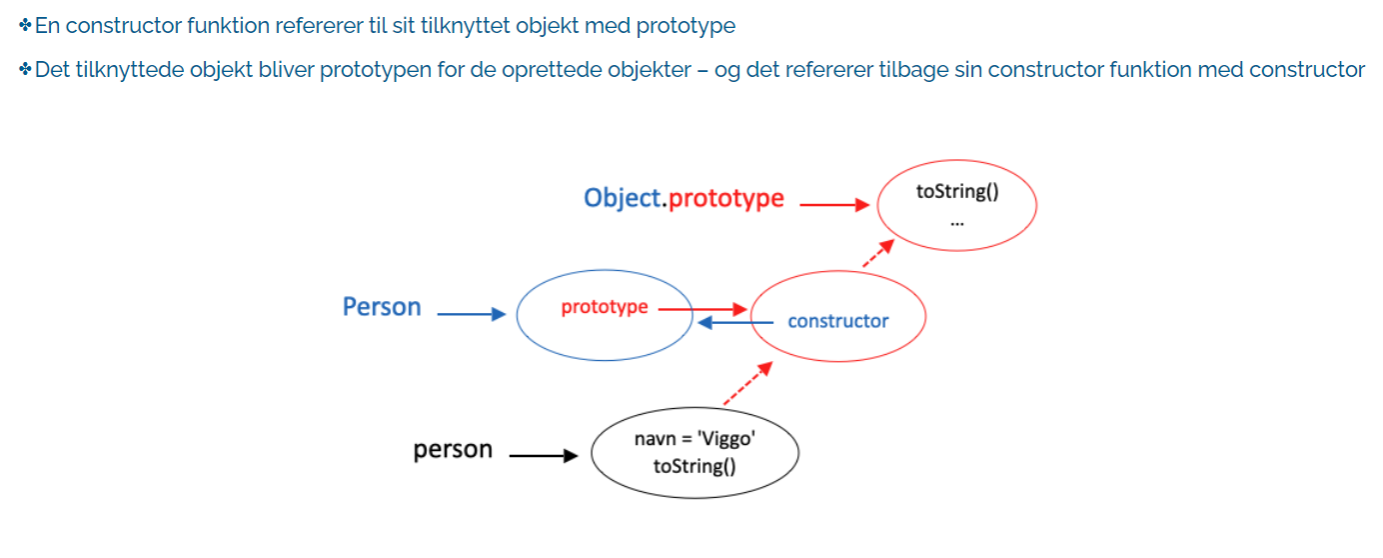 ❖En constructor funktion refererer til sit tilknyttet objekt med prototype
❖Det tilknyttede objekt bliver prototypen for de oprettede objekter – og det refererer tilbage sin constructor funktion med constructor
Object.prototype
toString()
...
Person
prototype
constructor
person
navn = 'Viggo'
toString()